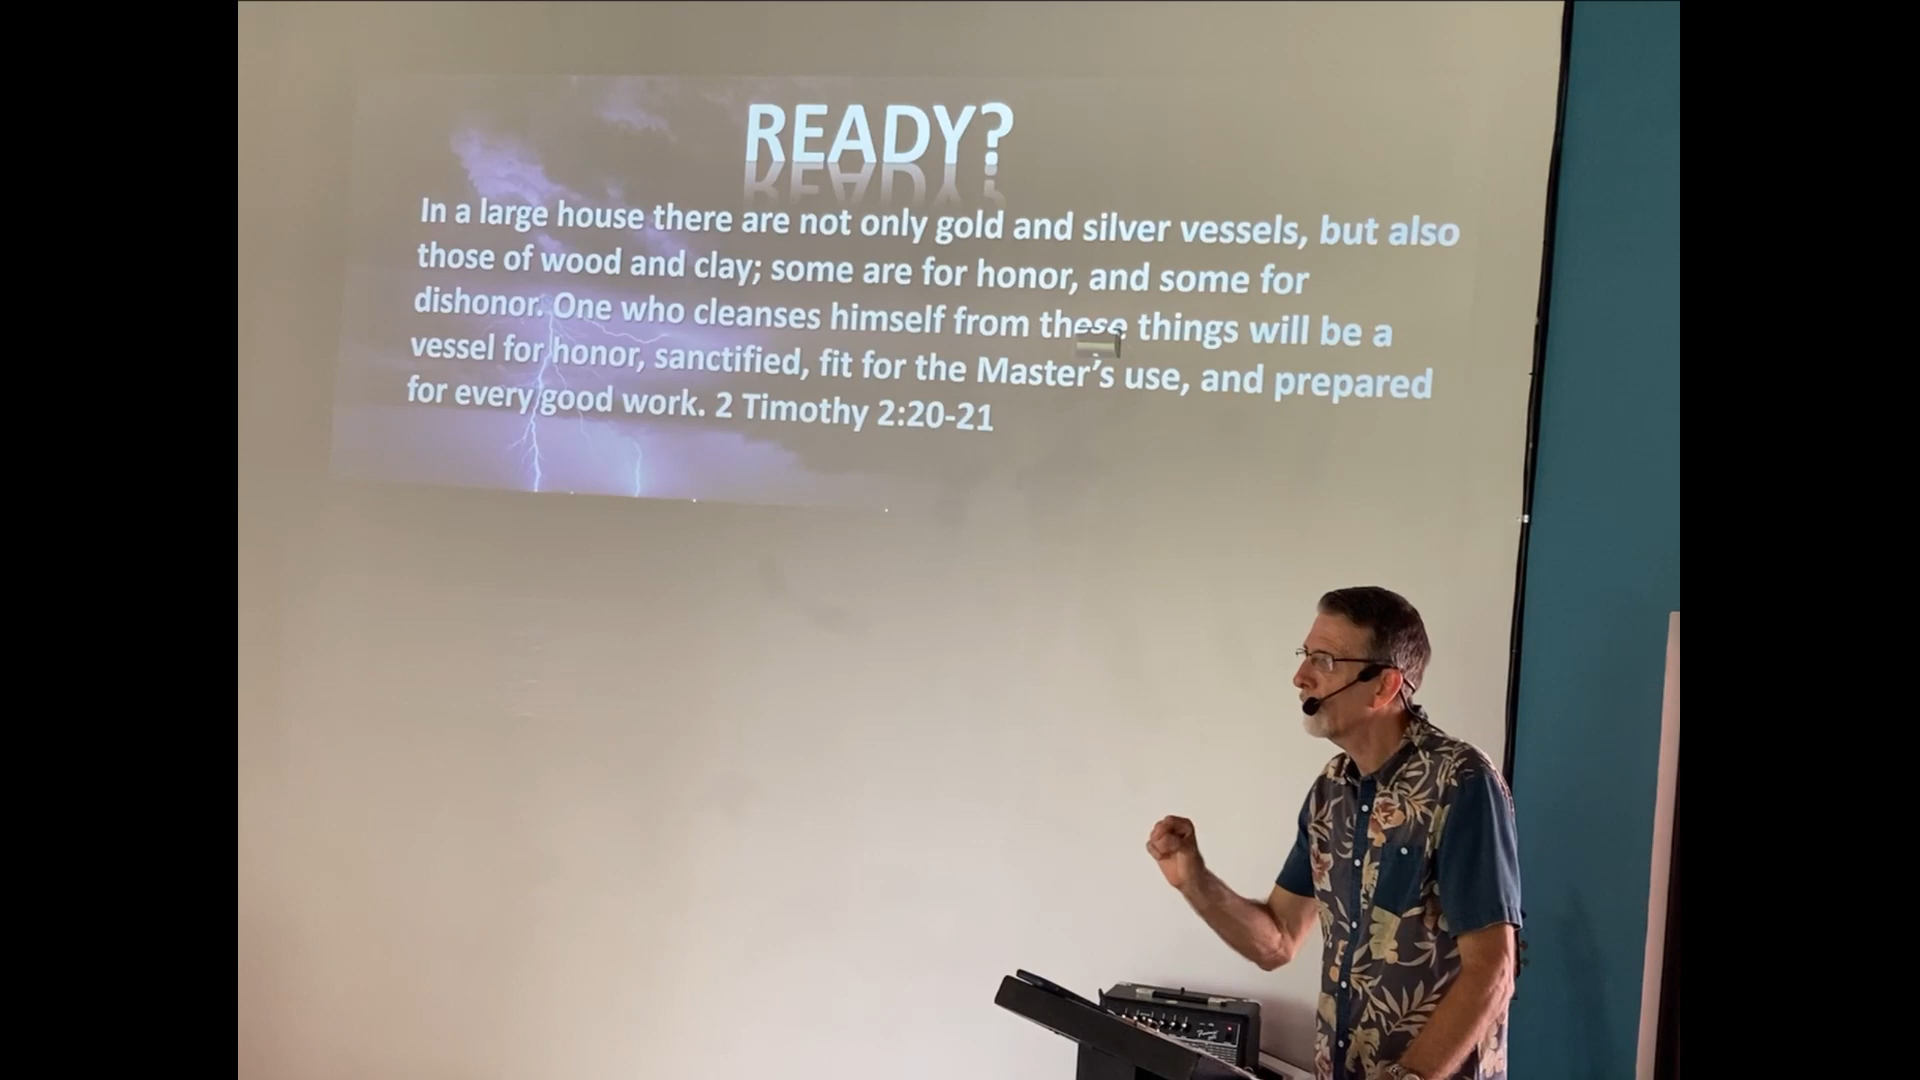 READY?
In a large house there are not only gold and silver vessels, but also
those of wood and clay; some are for honor, and some for
dishonor. One who cleanses himself from these things will be a
vessel for honor, sanctified, fit for the Master’s use, and prepared
for every good work. 2 Timothy 2:20-21